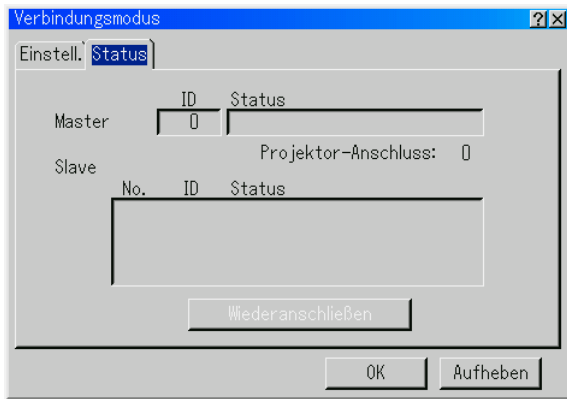 Verbindungsmodus ? ×
Einstell. Status
ID Status
Master 0
Projektor-Anschluss: 0
Slave
No. ID Status
Wiederanschließen
OK Aufheben